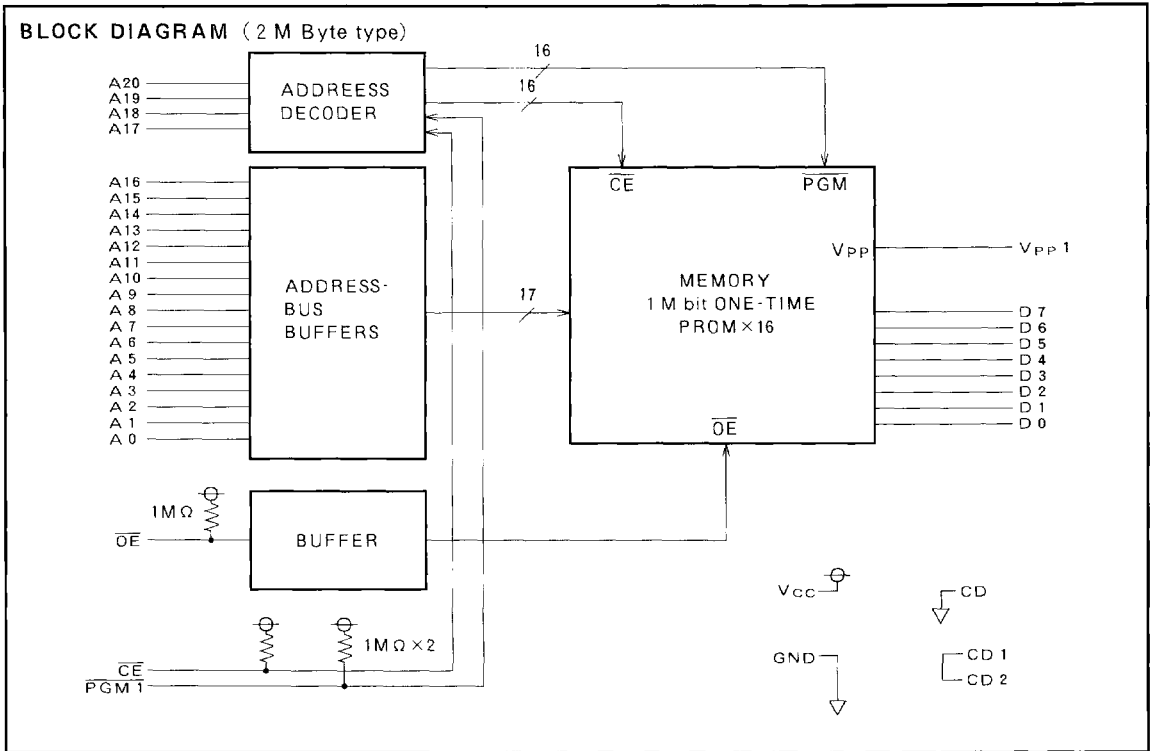 BLOCK DIAGRAM (2 M Byte type)
A20
A19
A18
A17
ADDREESS
DECODER
16
16
A16
A15
A14
A13
A12
A11
A10
A 9
A 8
A 7
A 6
A 5
A 4
A 3
A 2
A 1
A 0
ADDRESS-
BUS
BUFFERS
17
CE
PGM
VPP
MEMORY
1 M bit ONE-TIME
PROM×16
OE
VPP 1
D 7
D 6
D 5
D 4
D 3
D 2
D 1
D 0
1MΩ
OE
BUFFER
1MΩ×2
CE
PGM 1
VCC
GND
CD
CD 1
CD 2